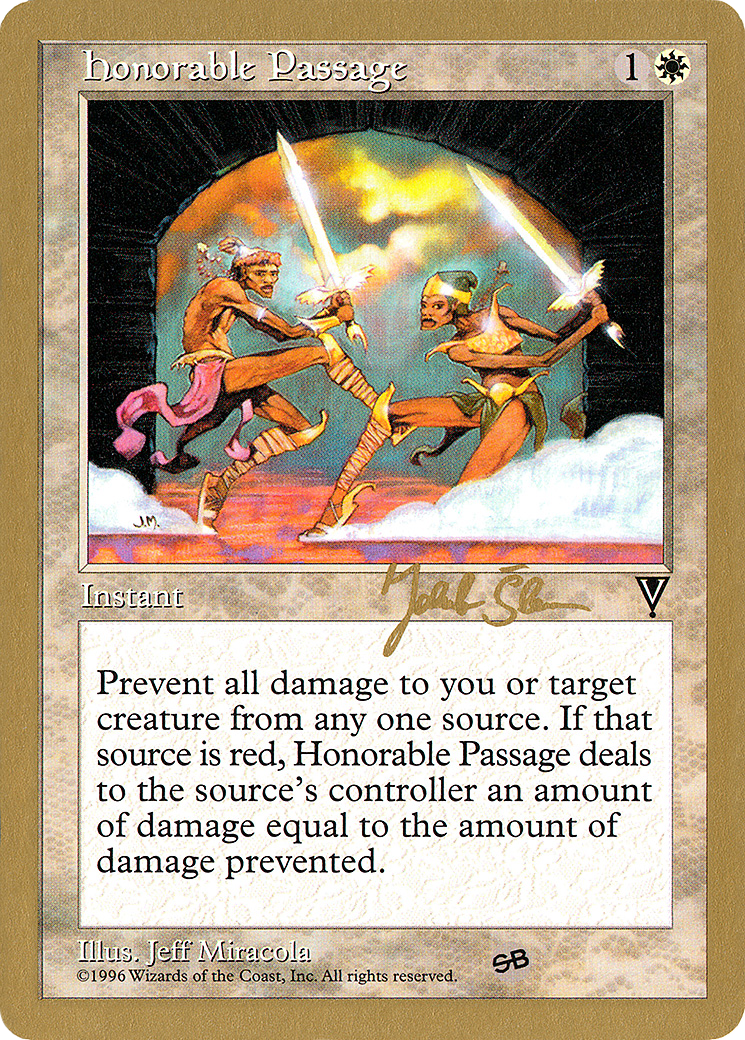 Honorable Passage 1
J.M.
Instant
Prevent all damage to you or target
creature from any one source. If that
source is red, Honorable Passage deals
to the source's controller an amount
of damage equal to the amount of
damage prevented.
Illus. Jeff Miracola
©1996 Wizards of the Coast, Inc. All rights reserved.
SB